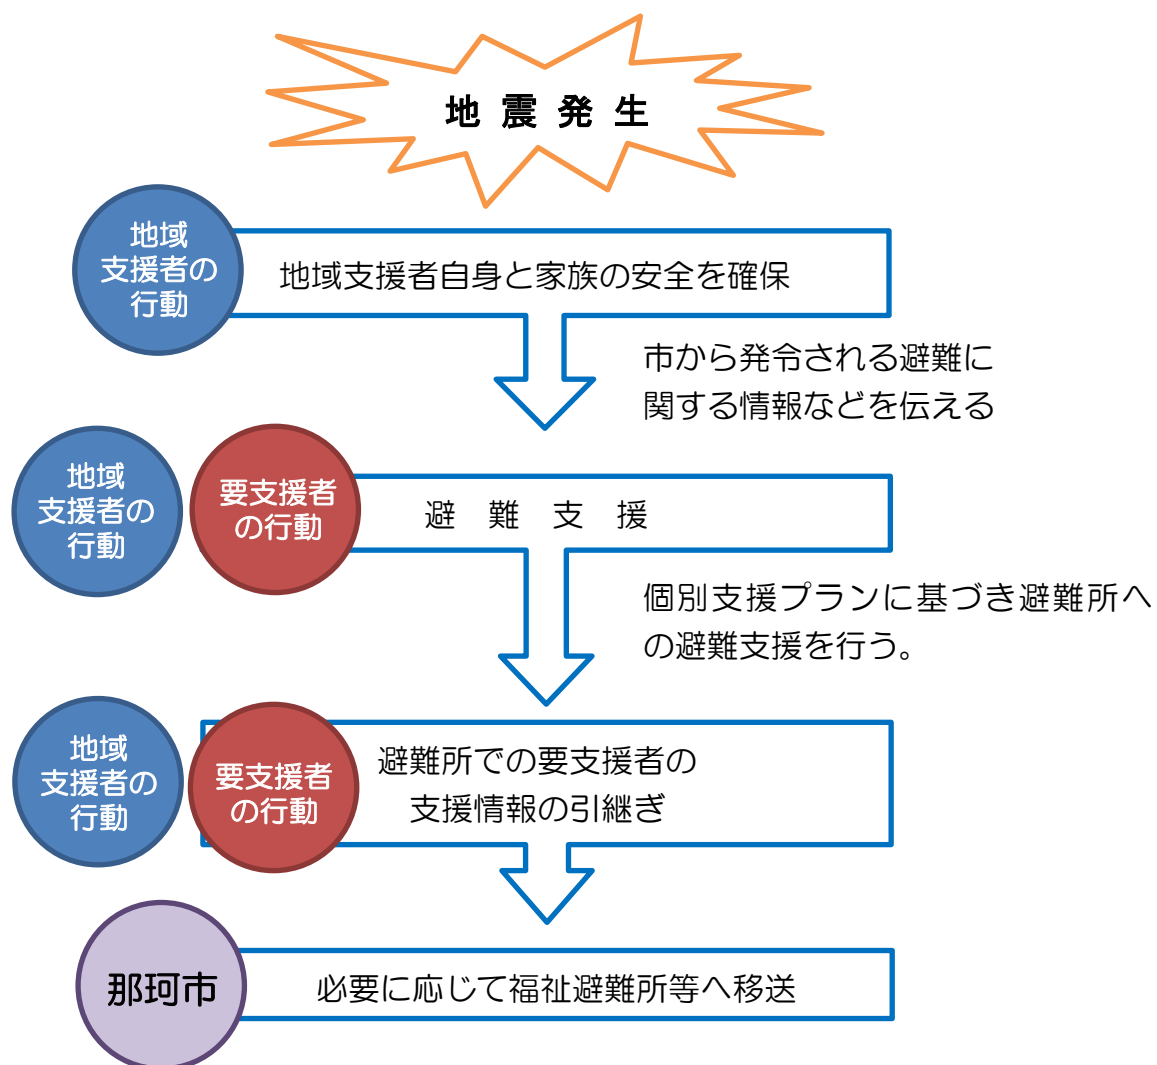 地 震 発 生
地域
支援者の
行動
地域支援者自身と家族の安全を確保
市から発令される避難に
関する情報などを伝える
地域
支援者の
行動
要支援者
の行動
避 難 支 援
個別支援プランに基づき避難所へ
の避難支援を行う。
地域
支援者の
行動
要支援者
の行動
避難所での要支援者の
支援情報の引継ぎ
那珂市
必要に応じて福祉避難所等へ移送